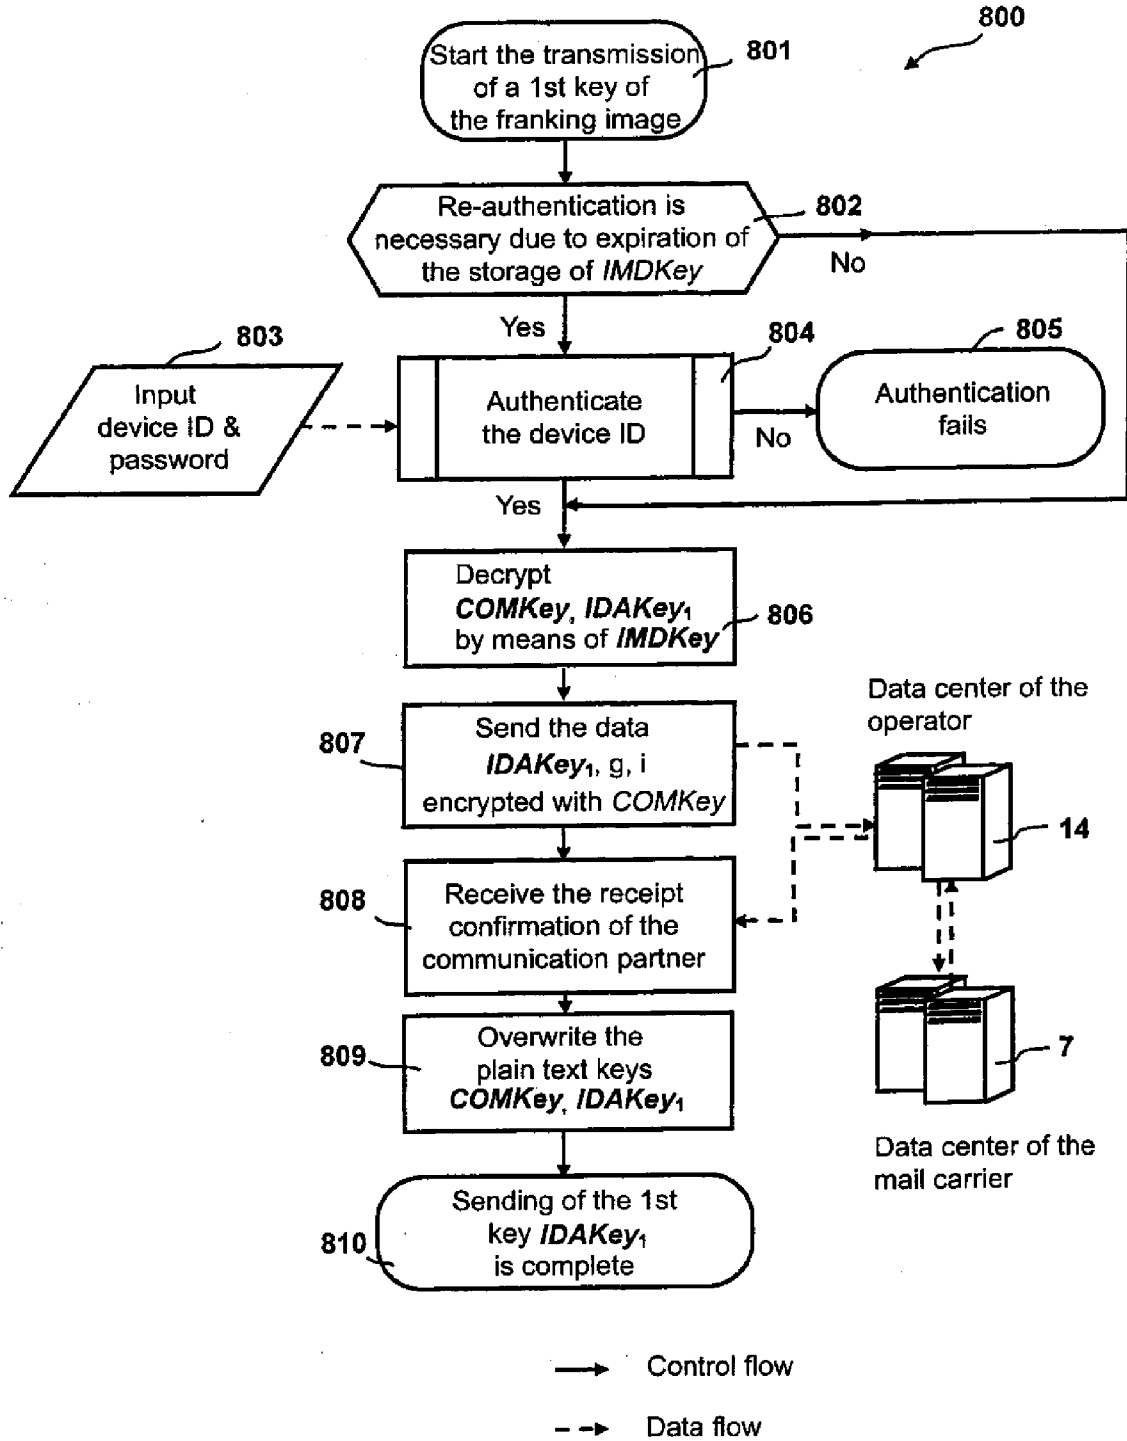 800
Start the transmission
of a 1st key of
the franking image
801
Re-authentication is
necessary due to expiration of
the storage of IMDKey
802
No
Yes
803
Input
device ID &
password
804
Authenticate
the device ID
No
805
Authentication
fails
Yes
Decrypt
COMKey, IDAKey₁
by means of IMDKey
806
807
Send the data
IDAKey₁, g, i
encrypted with COMKey
Data center of the
operator
14
808
Receive the receipt
confirmation of the
communication partner
7
Data center of the
mail carrier
809
Overwrite the
plain text keys
COMKey, IDAKey₁
810
Sending of the 1st
key IDAKey₁
is complete
Control flow
Data flow